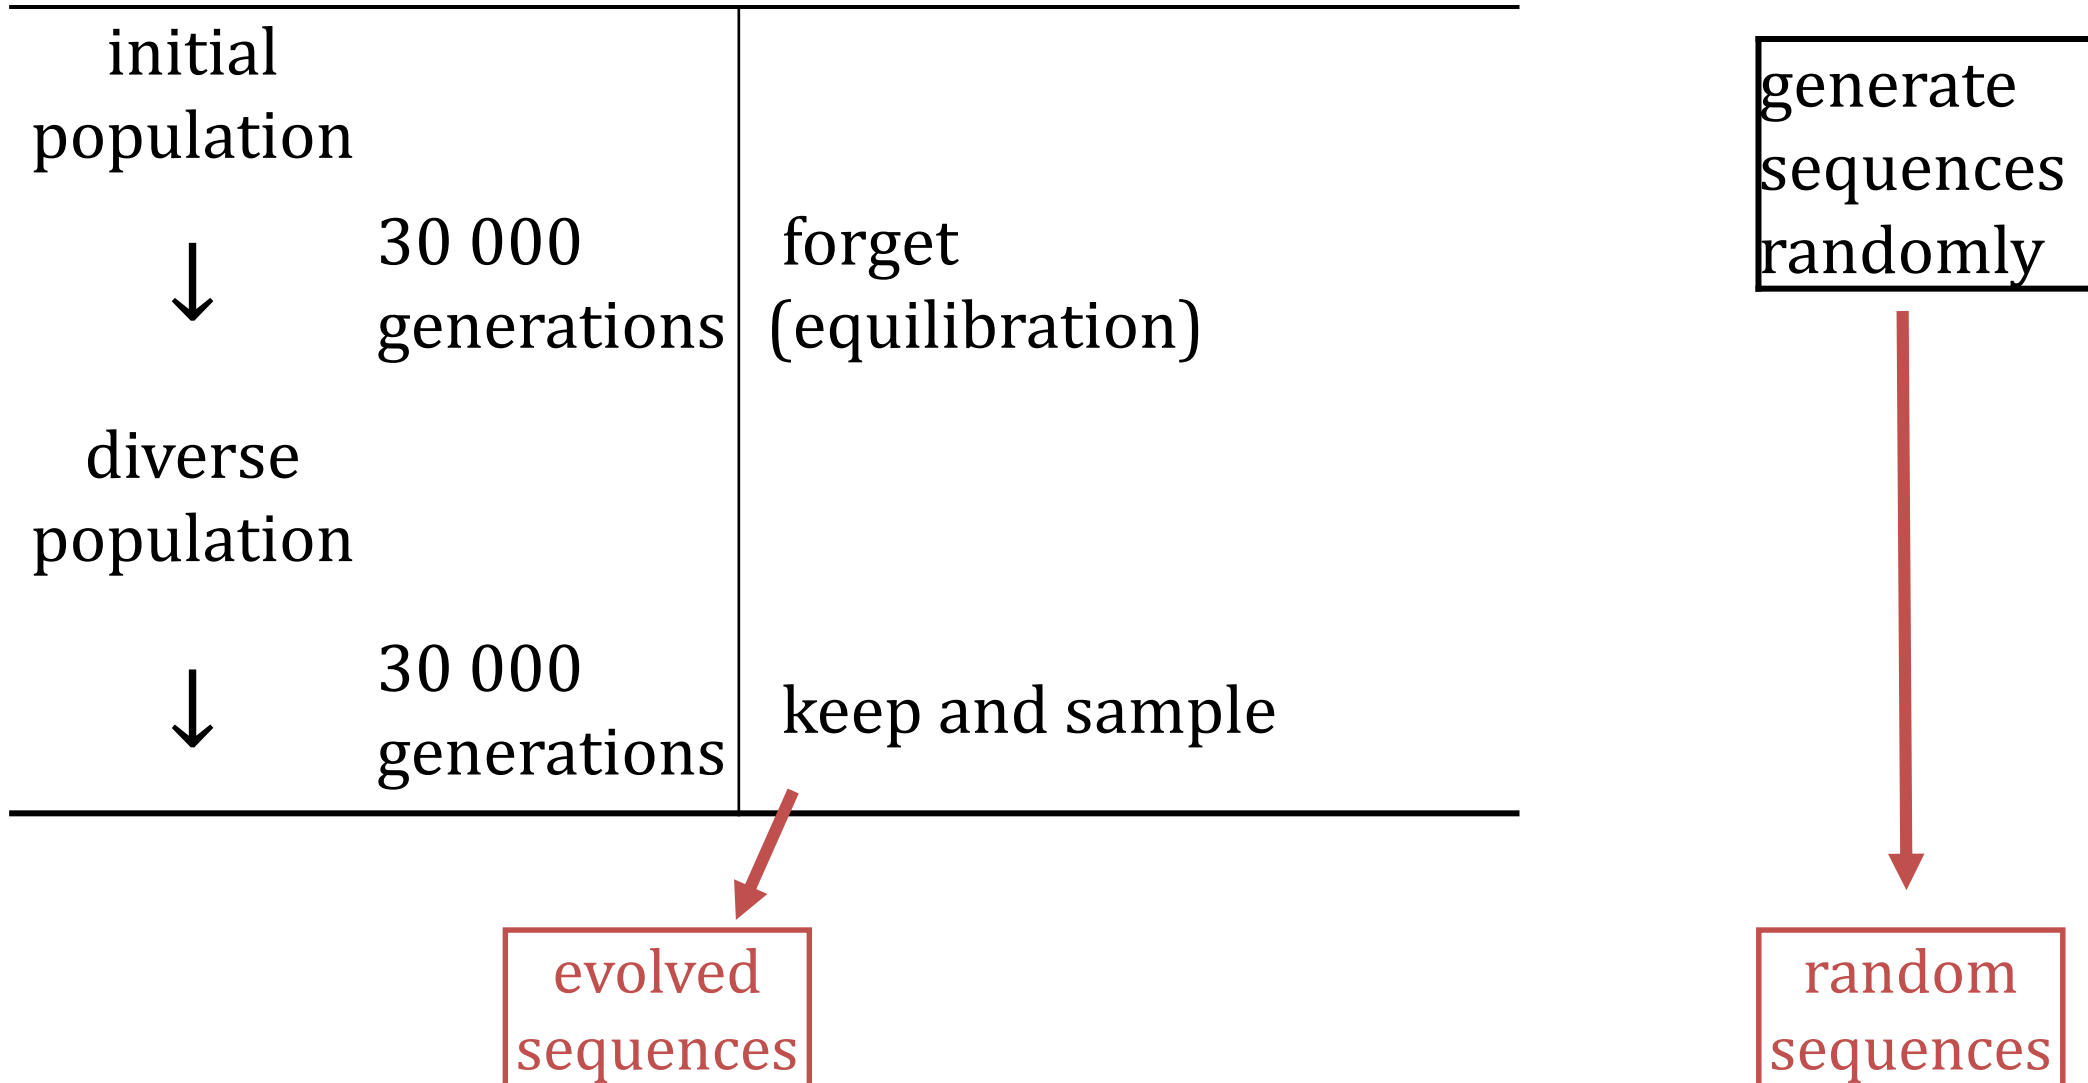 initial
population
↓
30 000
generations
forget
(equilibration)
diverse
population
↓
30 000
generations
keep and sample
evolved
sequences
generate
sequences
randomly
random
sequences